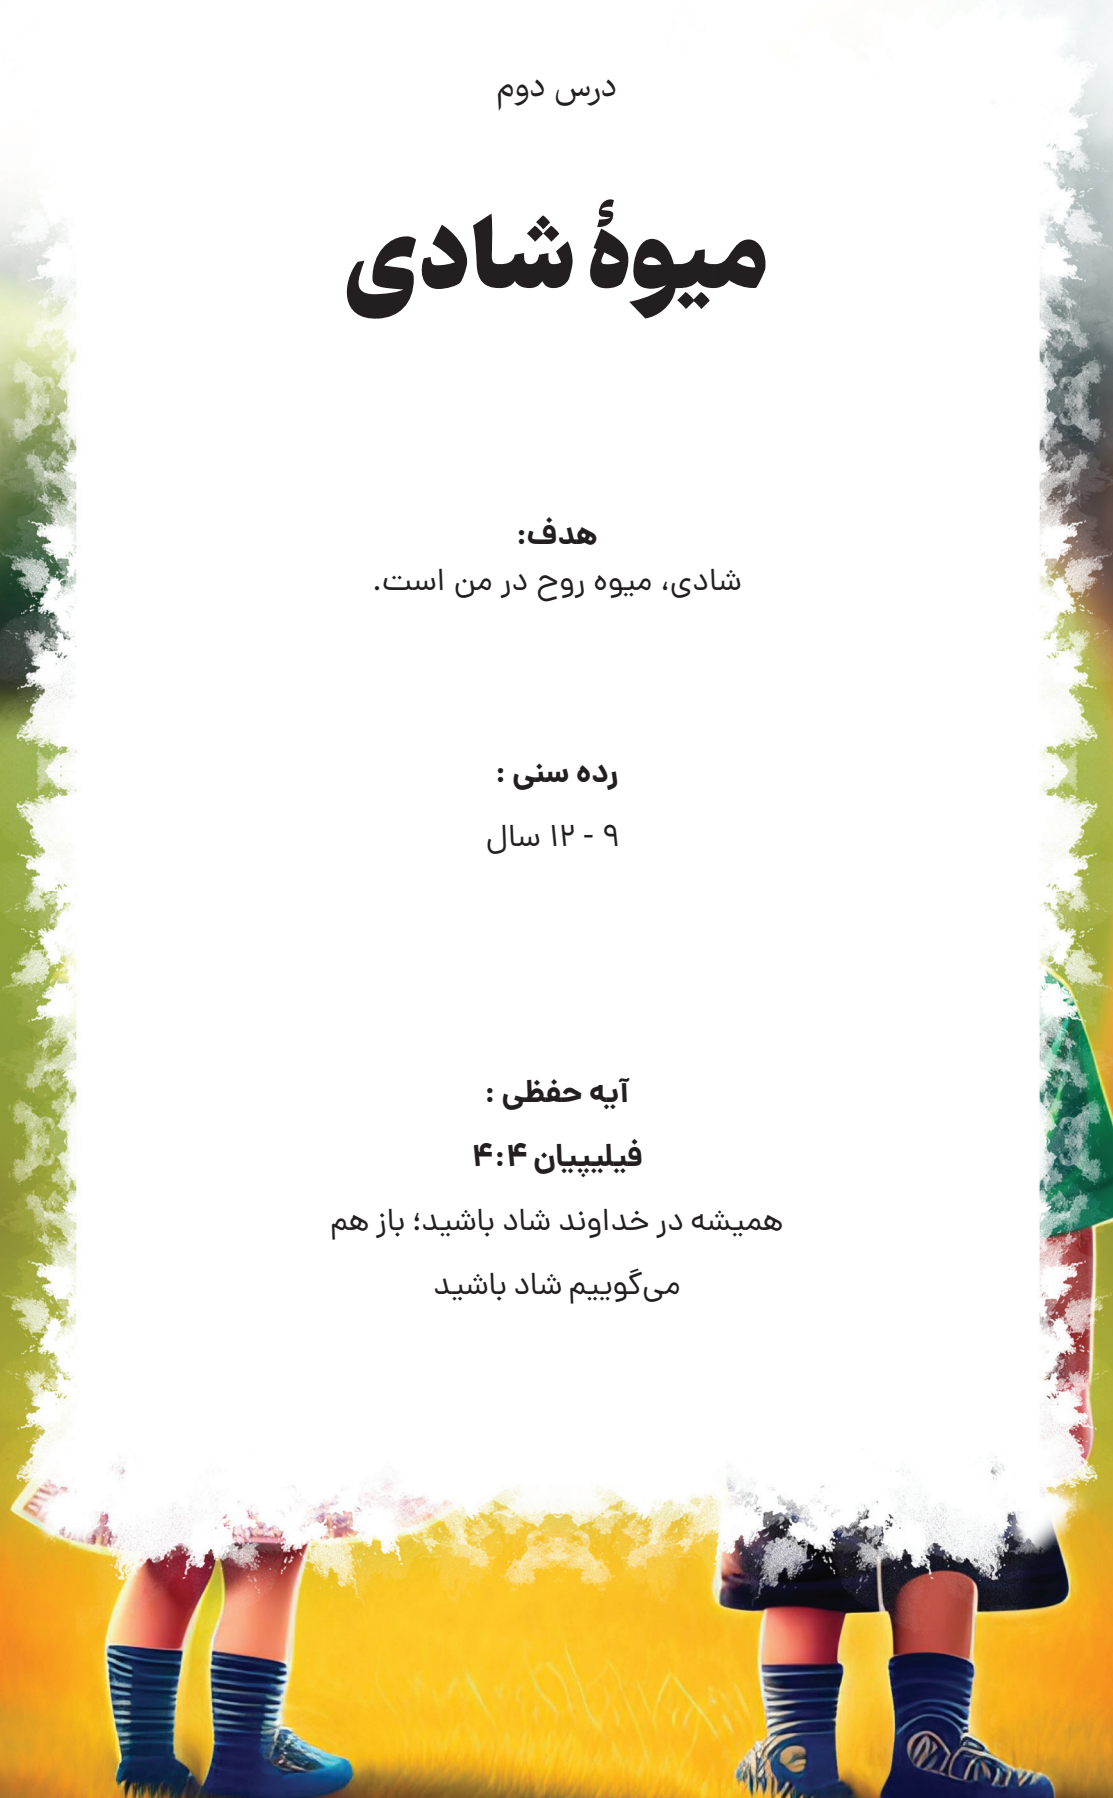 درس دوم
میوۀ شادی
هدف:
شادی، میوه روح در من است.
رده سنی :
۹ - ۱۲ سال
آیه حفظی :
فیلیپیان ۴:۴
همیشه در خداوند شاد باشید؛ باز هم
می‌گوییم شاد باشید